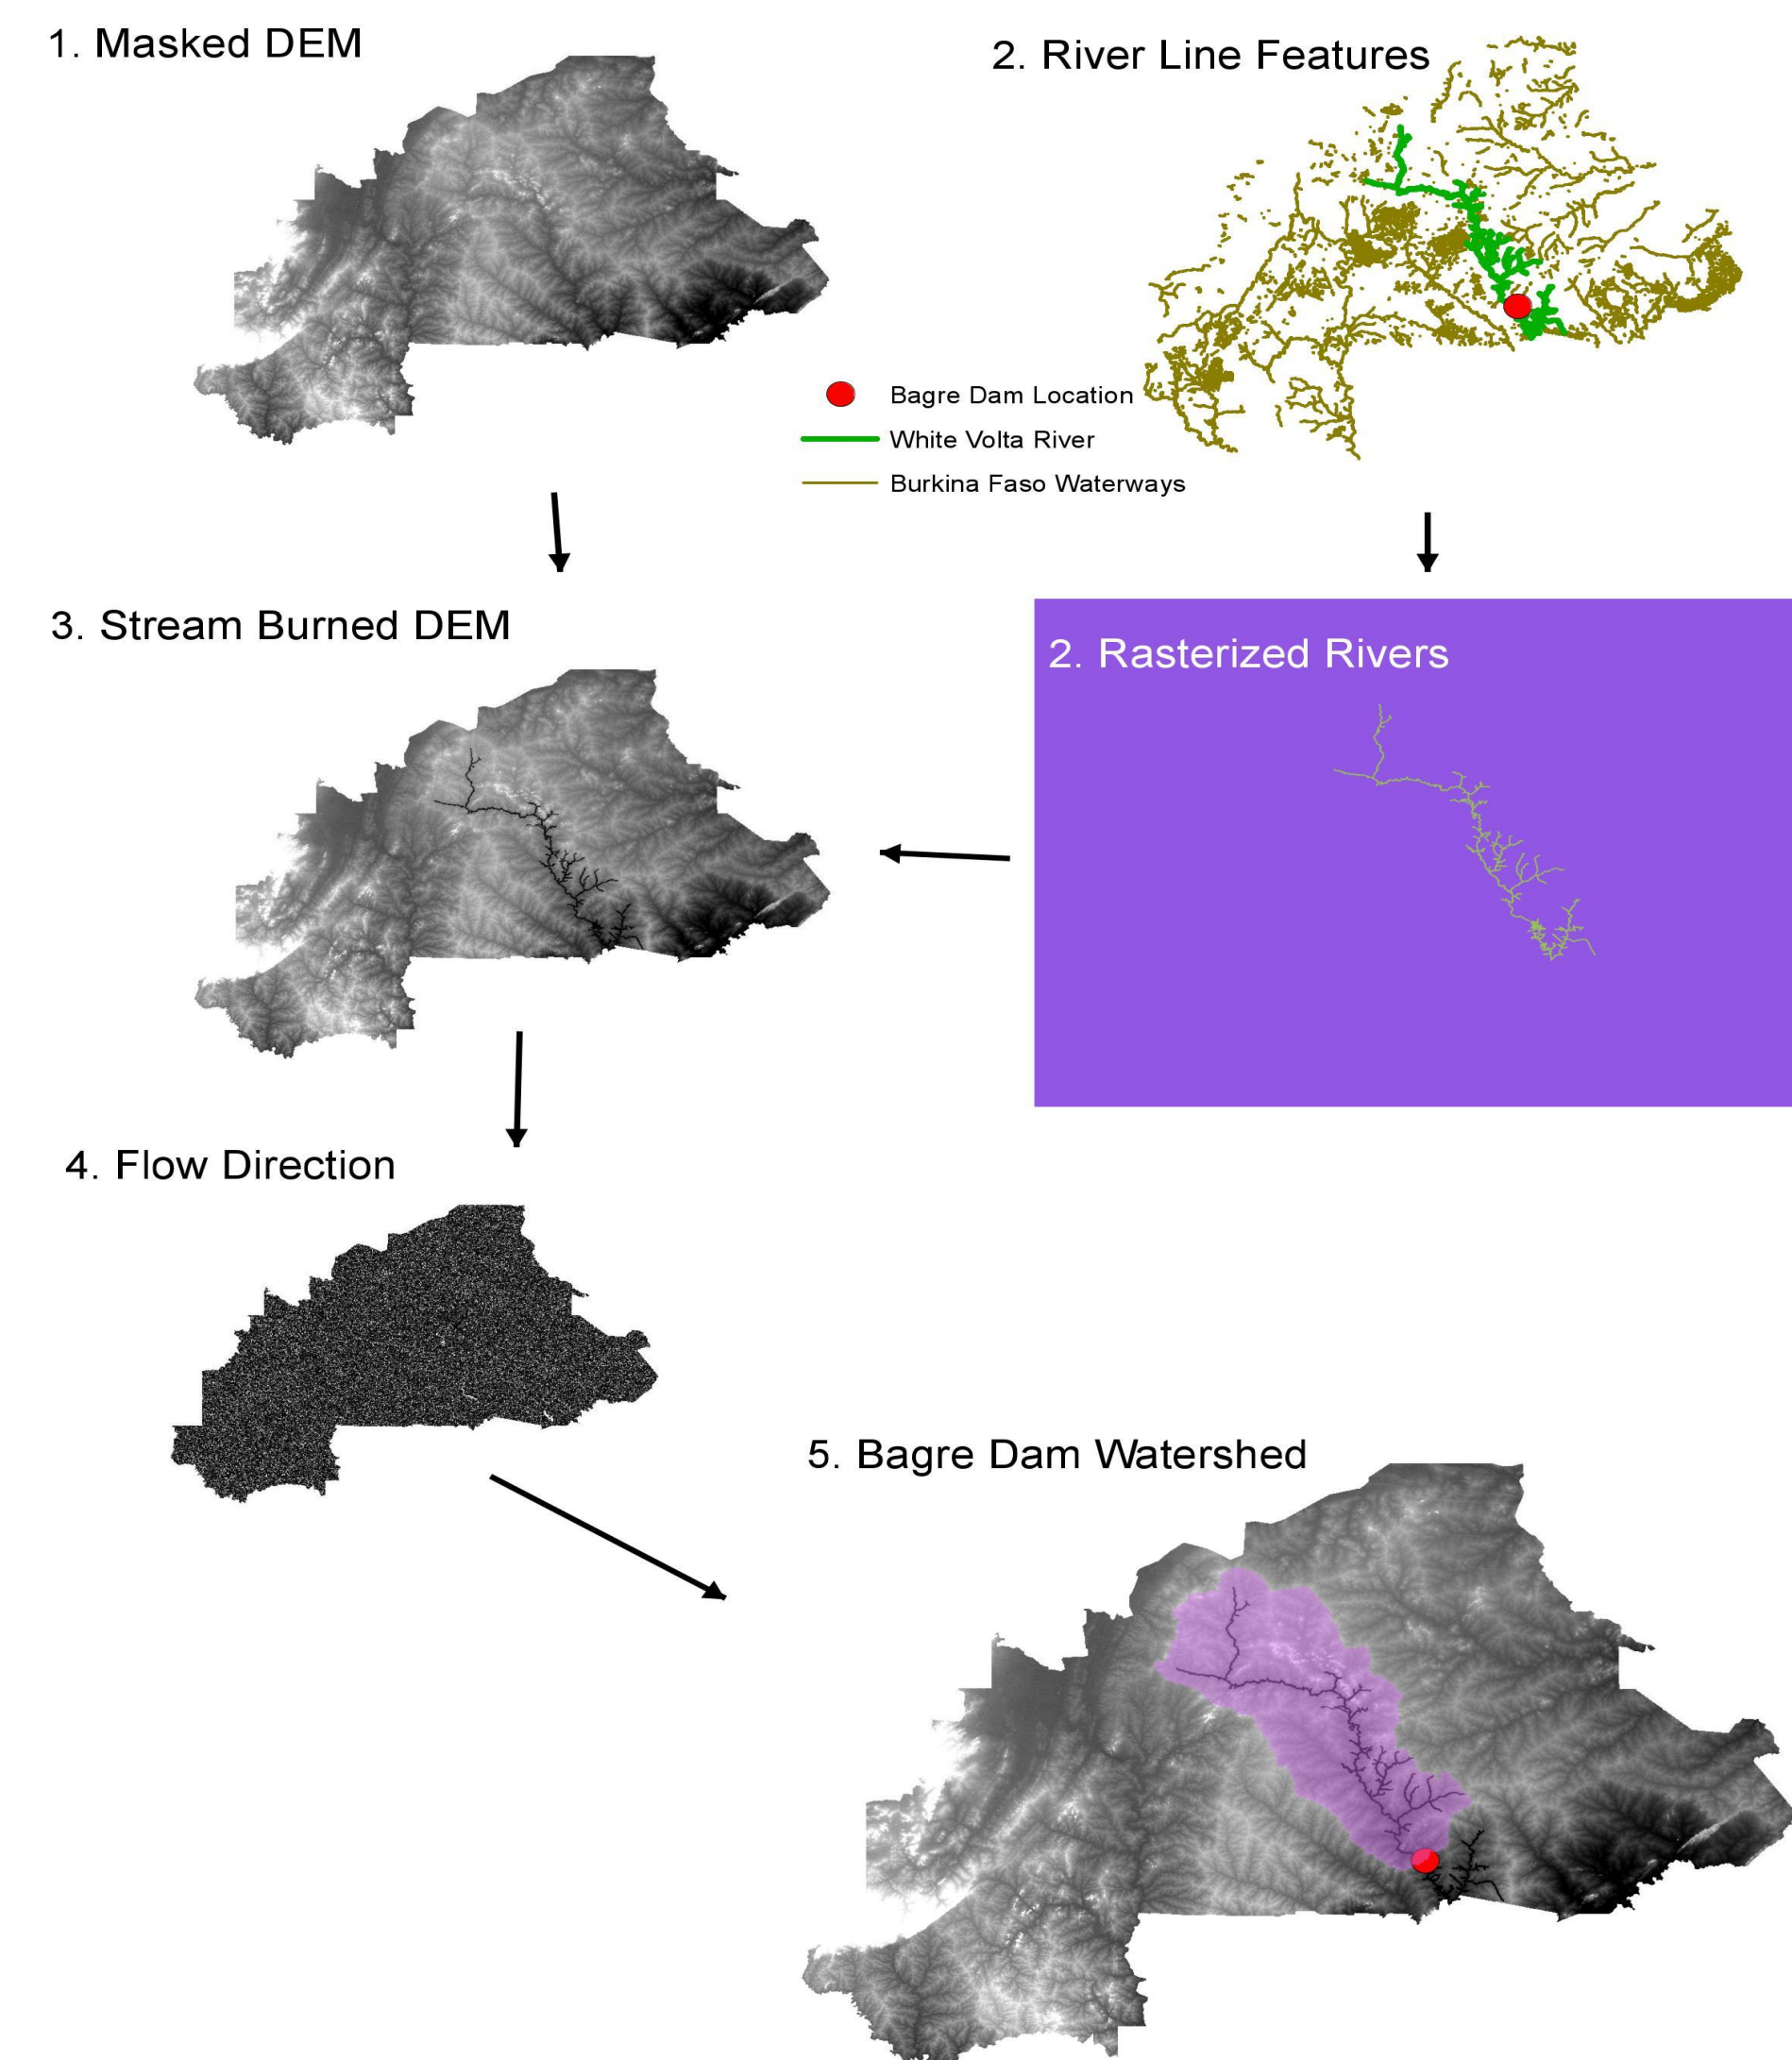 1. Masked DEM
2. River Line Features
Bagre Dam Location
White Volta River
Burkina Faso Waterways
3. Stream Burned DEM
2. Rasterized Rivers
4. Flow Direction
5. Bagre Dam Watershed